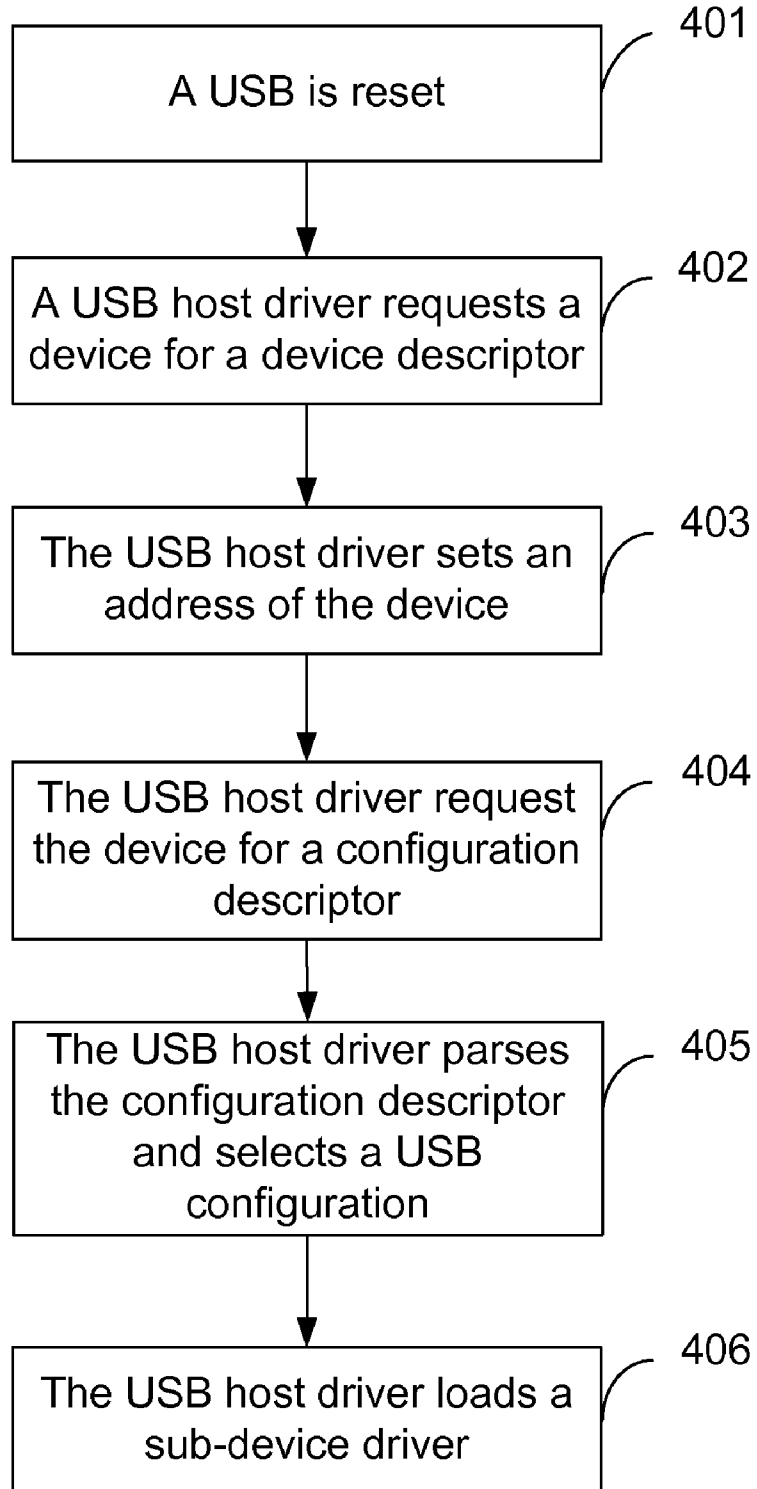 401
A USB is reset
402
A USB host driver requests a
device for a device descriptor
403
The USB host driver sets an
address of the device
404
The USB host driver request
the device for a configuration
descriptor
405
The USB host driver parses
the configuration descriptor
and selects a USB
configuration
406
The USB host driver loads a
sub-device driver